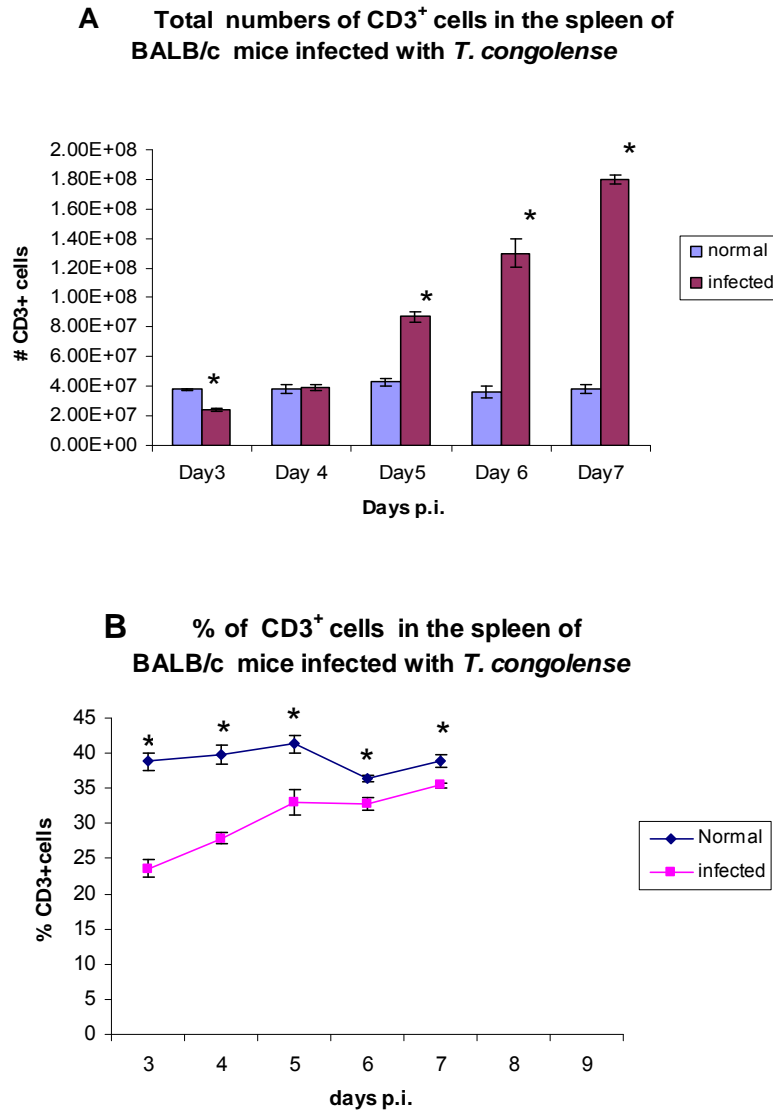 A Total numbers of CD3+ cells in the spleen of
BALB/c mice infected with T. congolense
2.00E+08
1.80E+08
1.60E+08
1.40E+08
1.20E+08
1.00E+08
8.00E+07
6.00E+07
4.00E+07
2.00E+07
0.00E+00
# CD3+ cells
* * * *
normal
infected
Day3 Day 4 Day5 Day 6 Day7
Days p.i.
B % of CD3+ cells in the spleen of
BALB/c mice infected with T. congolense
45
40
35
30
25
20
15
10
5
0
% CD3+cells
* * * * *
Normal
infected
3 4 5 6 7 8 9
days p.i.